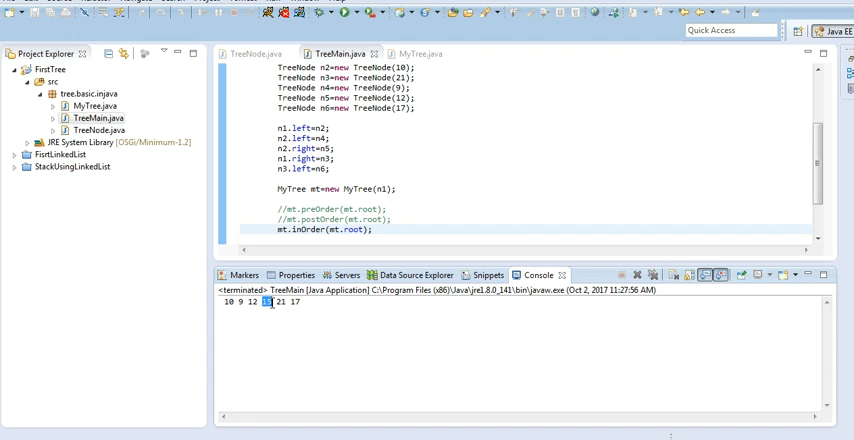 Quick Access
Java EE
Project Explorer
FirstTree
src
tree.basic.injava
MyTree.java
TreeMain.java
TreeNode.java
JRE System Library [OSGi/Minimum-1.2]
FisrtLinkedList
StackUsingLinkedList
TreeNode.java
TreeMain.java
MyTree.java
TreeNode n2=new TreeNode(10);
TreeNode n3=new TreeNode(21);
TreeNode n4=new TreeNode(9);
TreeNode n5=new TreeNode(12);
TreeNode n6=new TreeNode(17);
n1.left=n2;
n2.left=n4;
n2.right=n5;
n1.right=n3;
n3.left=n6;
MyTree mt=new MyTree(n1);
//mt.preOrder(mt.root);
//mt.postOrder(mt.root);
mt.inOrder(mt.root);
Markers
Properties
Servers
Data Source Explorer
Snippets
Console
<terminated> TreeMain [Java Application] C:\Program Files (x86)\Java\jre1.8.0_141\bin\javaw.exe (Oct 2, 2017 11:27:56 AM)
10 9 12 15 21 17